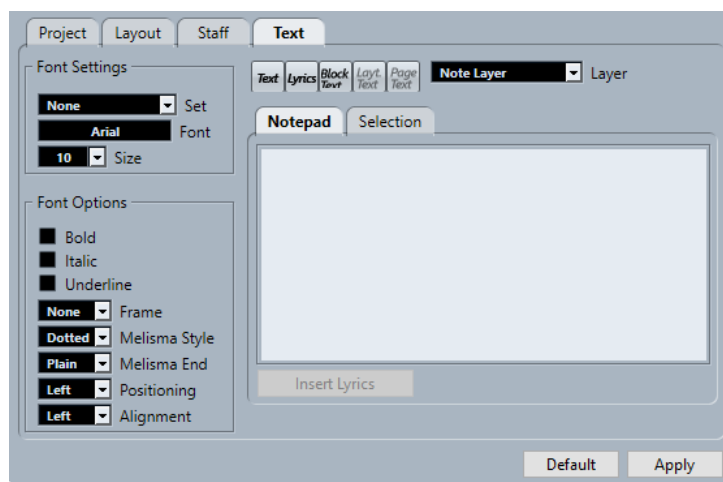 Project Layout Staff Text
Font Settings
None Set
Arial Font
10 Size
Font Options
Bold
Italic
Underline
None Frame
Dotted Melisma Style
Plain Melisma End
Left Positioning
Left Alignment
Text Lyrics Block Text Layt. Text Page Text Note Layer Layer
Notepad Selection
Insert Lyrics
Default Apply